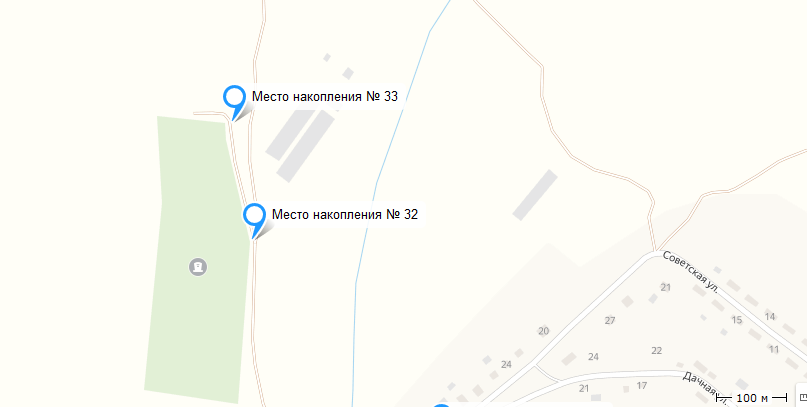 Место накопления № 33
Место накопления № 32
Советская ул.
21
14
27
15
20
11
22
24
24
Дачная ул.
21
17
100 м